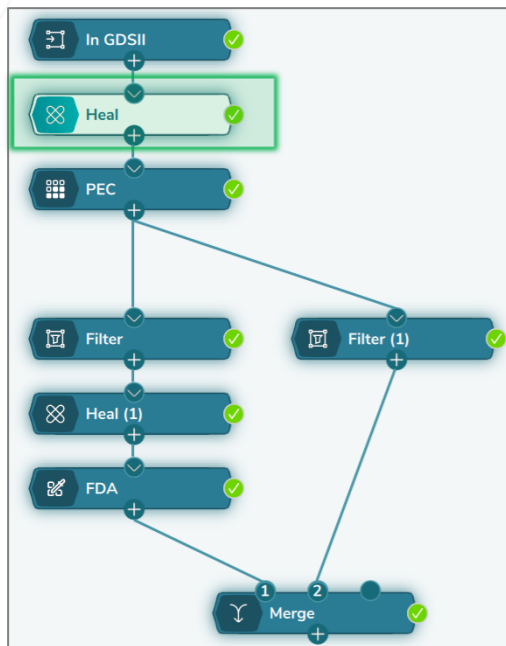 In GDSII
Heal
PEC
Filter
Filter (1)
Heal (1)
FDA
1
2
Merge